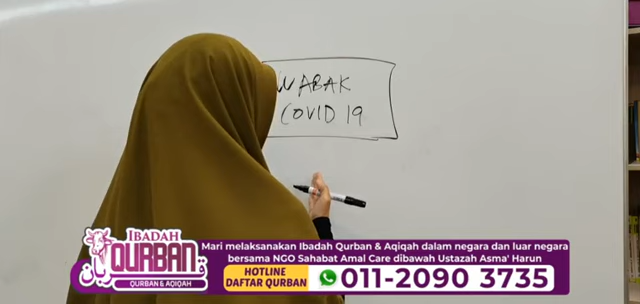 WABAK
COVID 19
IBADAH
QURBAN
قربان
QURBAN & AQIQAH
Mari melaksanakan Ibadah Qurban & Aqiqah dalam negara dan luar negara
bersama NGO Sahabat Amal Care dibawah Ustazah Asma' Harun
HOTLINE
DAFTAR QURBAN
011-2090 3735